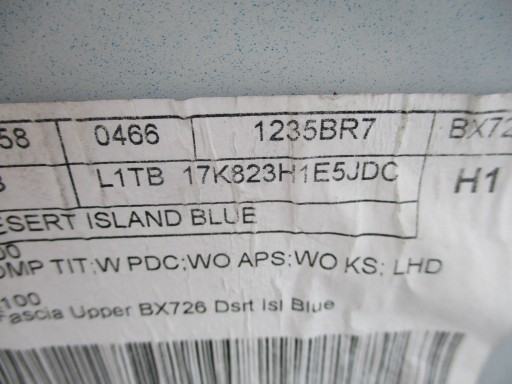 58 0466 1235BR7 BX72
L1TB 17K823H1E5JDC H1
ESERT ISLAND BLUE
00
OMP TIT:W PDC;WO APS;WO KS; LHD
100
Fascia Upper BX726 Dsrt Isl Blue